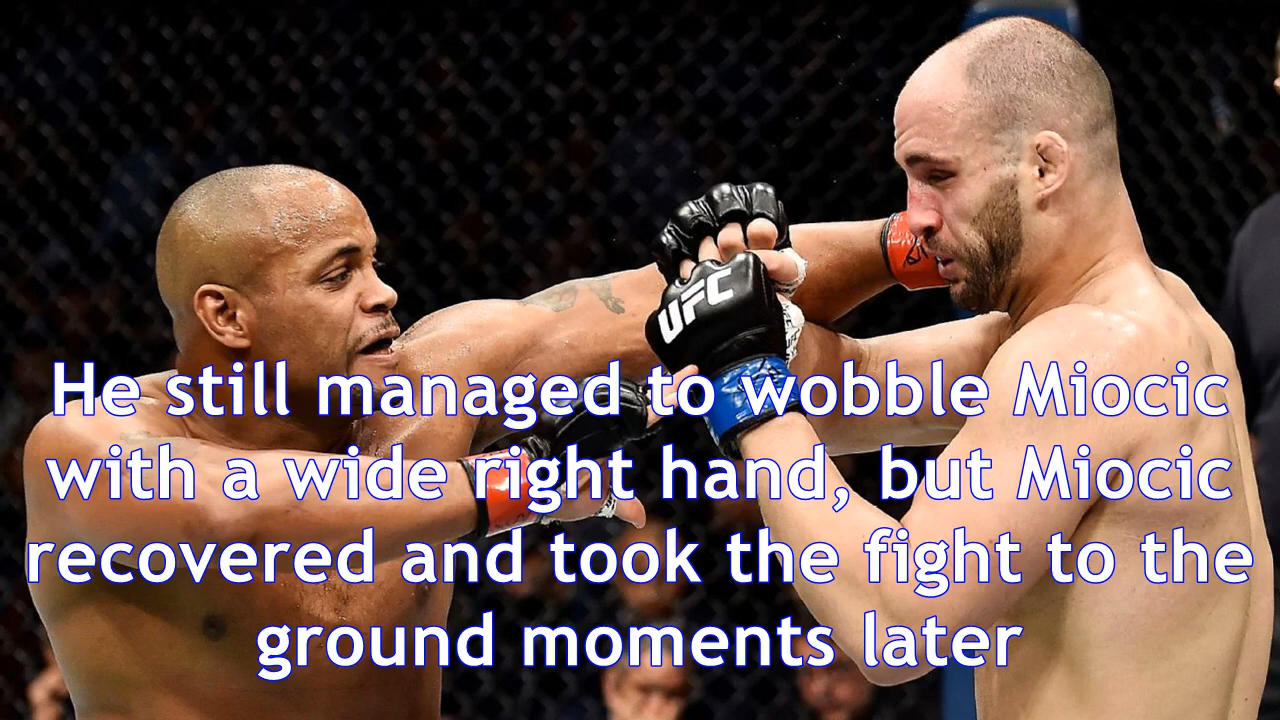 UFC
He still managed to wobble Miocic
with a wide right hand, but Miocic
recovered and took the fight to the
ground moments later